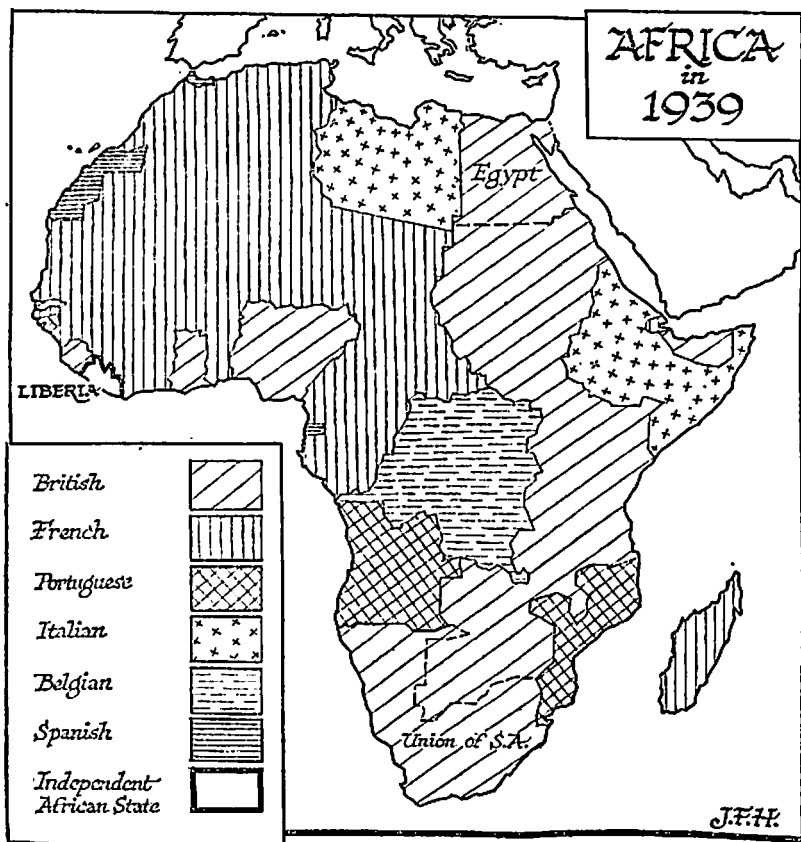 AFRICA
in
1939
Egypt
LIBERIA
British
French
Portuguese
Italian
Belgian
Spanish
Independent
African State
Union of S.A.
J.F.H.